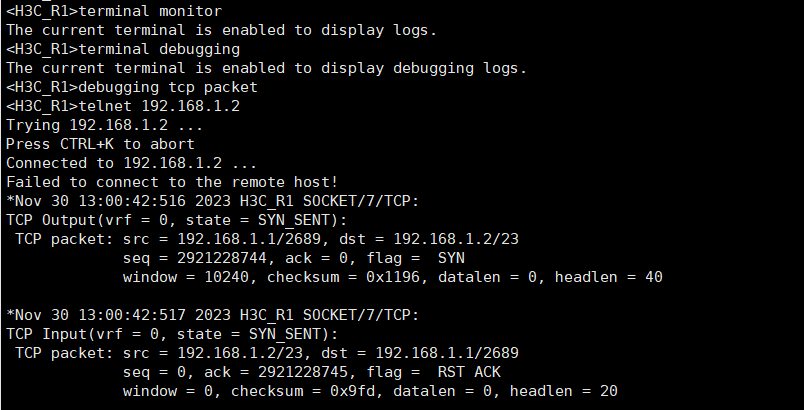 <H3C_R1>terminal monitor
The current terminal is enabled to display logs.
<H3C_R1>terminal debugging
The current terminal is enabled to display debugging logs.
<H3C_R1>debugging tcp packet
<H3C_R1>telnet 192.168.1.2
Trying 192.168.1.2 ...
Press CTRL+K to abort
Connected to 192.168.1.2 ...
Failed to connect to the remote host!
*Nov 30 13:00:42:516 2023 H3C_R1 SOCKET/7/TCP:
TCP Output(vrf = 0, state = SYN_SENT):
 TCP packet: src = 192.168.1.1/2689, dst = 192.168.1.2/23
             seq = 2921228744, ack = 0, flag =  SYN
             window = 10240, checksum = 0x1196, datalen = 0, headlen = 40

*Nov 30 13:00:42:517 2023 H3C_R1 SOCKET/7/TCP:
TCP Input(vrf = 0, state = SYN_SENT):
 TCP packet: src = 192.168.1.2/23, dst = 192.168.1.1/2689
             seq = 0, ack = 2921228745, flag =  RST ACK
             window = 0, checksum = 0x9fd, datalen = 0, headlen = 20